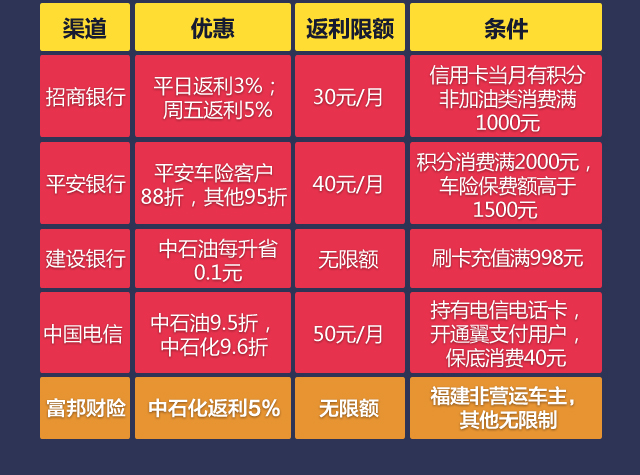 渠道 优惠 返利限额 条件
招商银行
平日返利3%；
周五返利5%
30元/月
信用卡当月有积分
非加油类消费满
1000元
平安银行
平安车险客户
88折，其他95折
40元/月
积分消费满2000元，
车险保费额高于
1500元
建设银行
中石油每升省
0.1元
无限额
刷卡充值满998元
中国电信
中石油9.5折，
中石化9.6折
50元/月
持有电信电话卡，
开通翼支付用户，
保底消费40元
富邦财险
中石化返利5%
无限额
福建非营运车主，
其他无限制